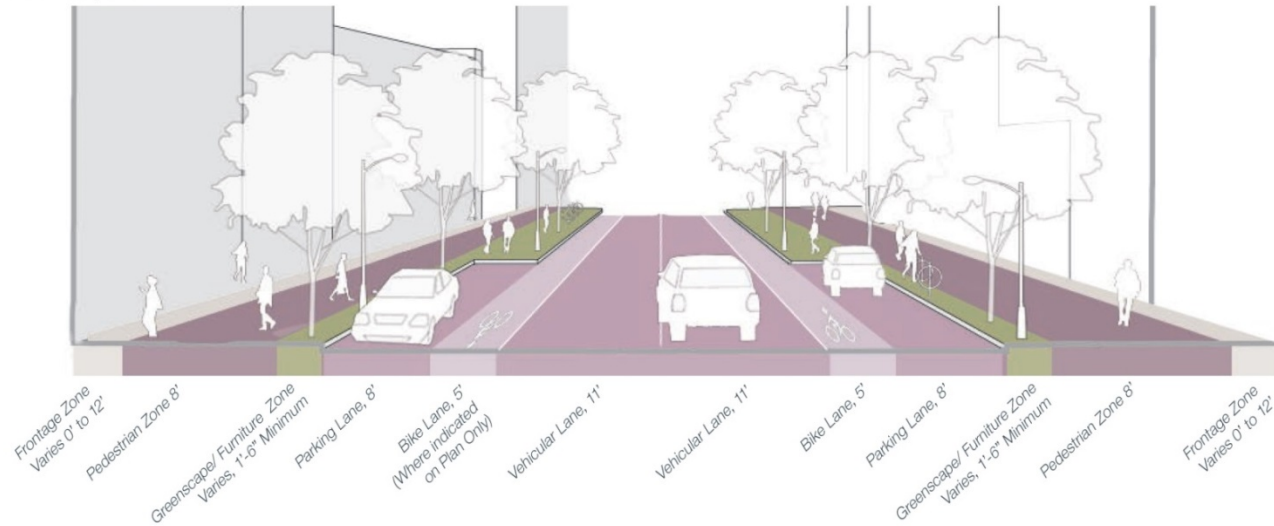 Frontage Zone
Varies 0' to 12'
Pedestrian Zone 8'
Greenscape/ Furniture Zone
Varies, 1'-6" Minimum
Parking Lane, 8'
Bike Lane, 5'
(Where indicated
on Plan Only)
Vehicular Lane, 11'
Vehicular Lane, 11'
Bike Lane, 5'
Parking Lane, 8'
Greenscape/ Furniture Zone
Varies, 1'-6" Minimum
Pedestrian Zone 8'
Frontage Zone
Varies 0' to 12'